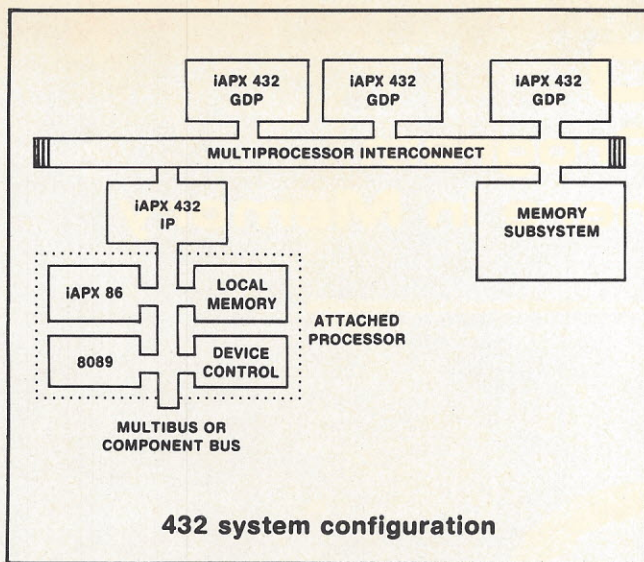 iAPX 432
GDP
iAPX 432
GDP
iAPX 432
GDP
MULTIPROCESSOR INTERCONNECT
iAPX 432
IP
MEMORY
SUBSYSTEM
iAPX 86
LOCAL
MEMORY
ATTACHED
PROCESSOR
8089
DEVICE
CONTROL
MULTIBUS OR
COMPONENT BUS
432 system configuration